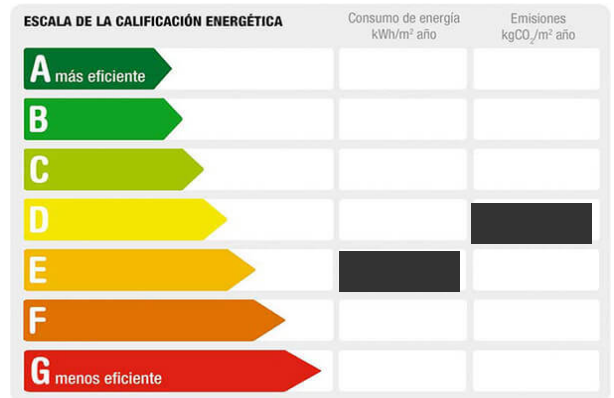 ESCALA DE LA CALIFICACIÓN ENERGÉTICA
Consumo de energía
kWh/m² año
Emisiones
kgCO₂/m² año
A más eficiente
B
C
D
E
F
G menos eficiente